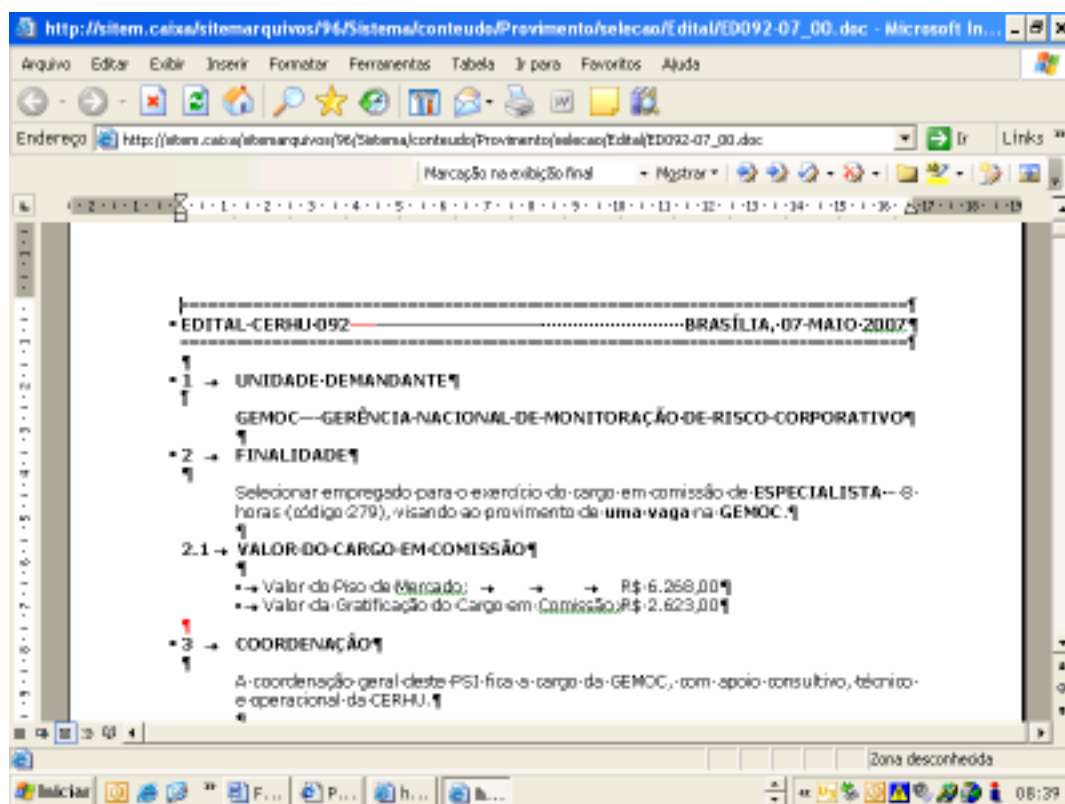 http://sitem.caixa/sitemarquivos/96/Sistema/conteudo/Provimento/selecao/Edital/ED092-07_00.doc - Microsoft In...
Arquivo Editar Exibir Inserir Formatar Ferramentas Tabela Ir para Favoritos Ajuda
Endereço http://sitem.caixa/sitemarquivos/96/Sistema/conteudo/Provimento/selecao/Edital/ED092-07_00.doc Ir Links
Marcação na exibição final Mostrar
EDITAL CERHU 092 BRASÍLIA, 07 MAIO 2007
1 UNIDADE DEMANDANTE
GEMOC – GERÊNCIA NACIONAL DE MONITORAÇÃO DE RISCO CORPORATIVO
2 FINALIDADE
Selecionar empregado para o exercício do cargo em comissão de ESPECIALISTA – 8
horas (código 279), visando ao provimento de uma vaga na GEMOC.
2.1 VALOR DO CARGO EM COMISSÃO
Valor do Piso de Mercado: R$ 6.268,00
Valor da Gratificação do Cargo em Comissão: R$ 2.623,00
3 COORDENAÇÃO
A coordenação geral deste PSI fica a cargo da GEMOC, com apoio consultivo, técnico
e operacional da CERHU.
Zona desconhecida
Iniciar F... P... h... h... 08:39